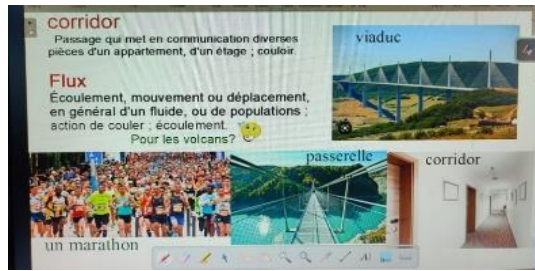 corridor
Passage qui met en communication diverses
pièces d'un appartement, d'un étage ; couloir.
Flux
Écoulement, mouvement ou déplacement,
en général d'un fluide, ou de populations ;
action de couler ; écoulement.
Pour les volcans?
viaduc
passerelle
corridor
un marathon